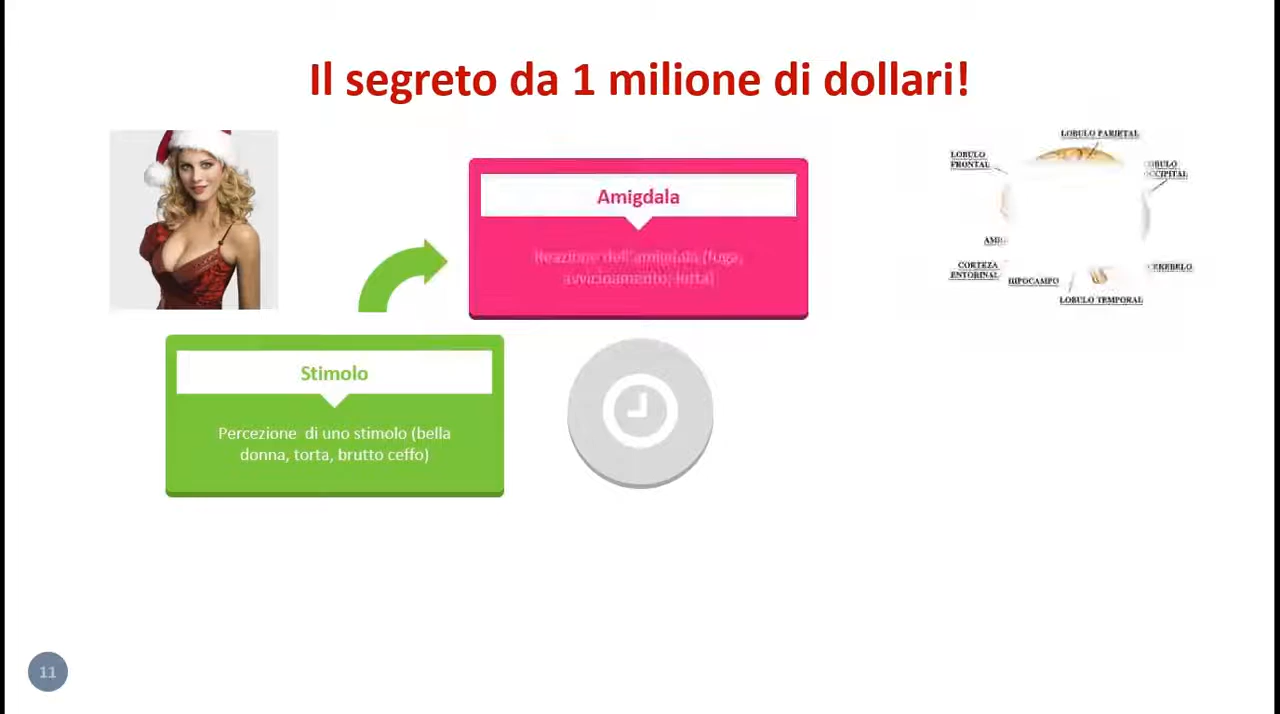 Il segreto da 1 milione di dollari!
LOBULO PARIETAL
LOBULO
FRONTAL
OCCIPITAL
Amigdala
Reazione dell'amigdala (fuga,
avvicinamento, lotta)
CORTEZA
ENTORINAL
HIPOCAMPO
CEREBELO
LOBULO TEMPORAL
Stimolo
Percezione di uno stimolo (bella
donna, torta, brutto ceffo)
11